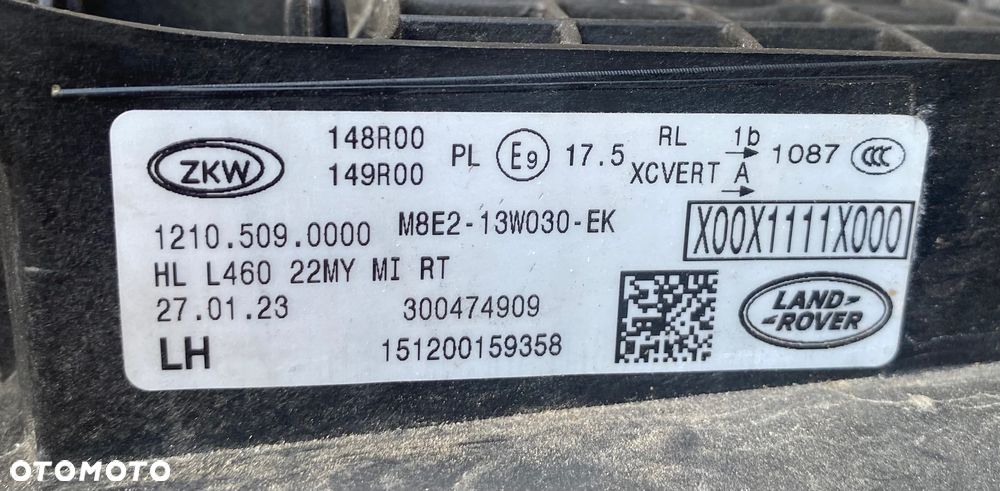 ZKW
148R00
149R00
PL E9 17.5
RL 1b
XCVERT A
1087 CCC
1210.509.0000 M8E2-13W030-EK
X00X1111X000
HL L460 22MY MI RT
27.01.23 300474909
LH 151200159358
LAND
ROVER
OTOMOTO